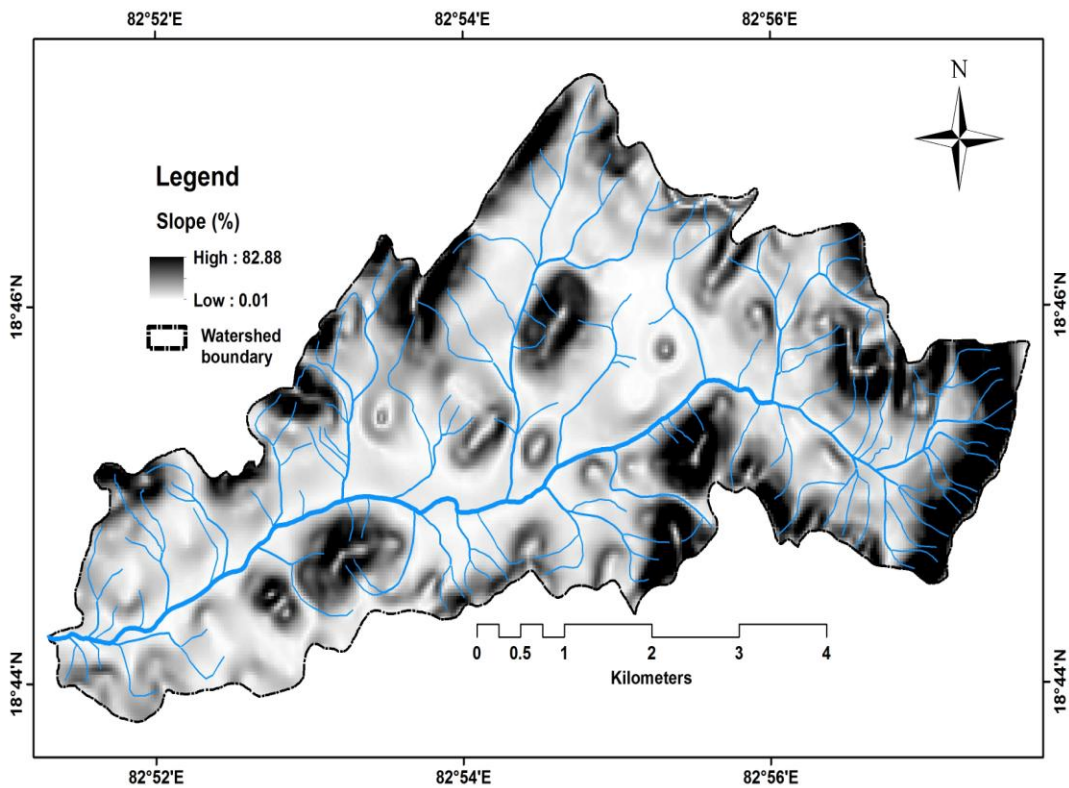 82°52'E 82°54'E 82°56'E
N
Legend
Slope (%)
High : 82.88
Low : 0.01
Watershed
boundary
18°46'N 18°46'N
0 0.5 1 2 3 4
Kilometers
18°44'N 18°44'N
82°52'E 82°54'E 82°56'E